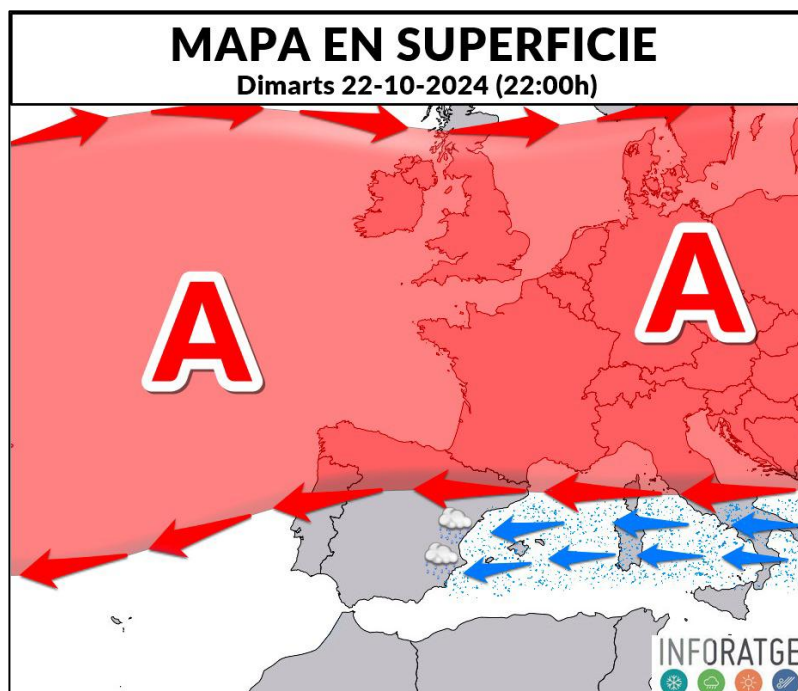 MAPA EN SUPERFICIE
Dimarts 22-10-2024 (22:00h)
A
A
INFORATGE